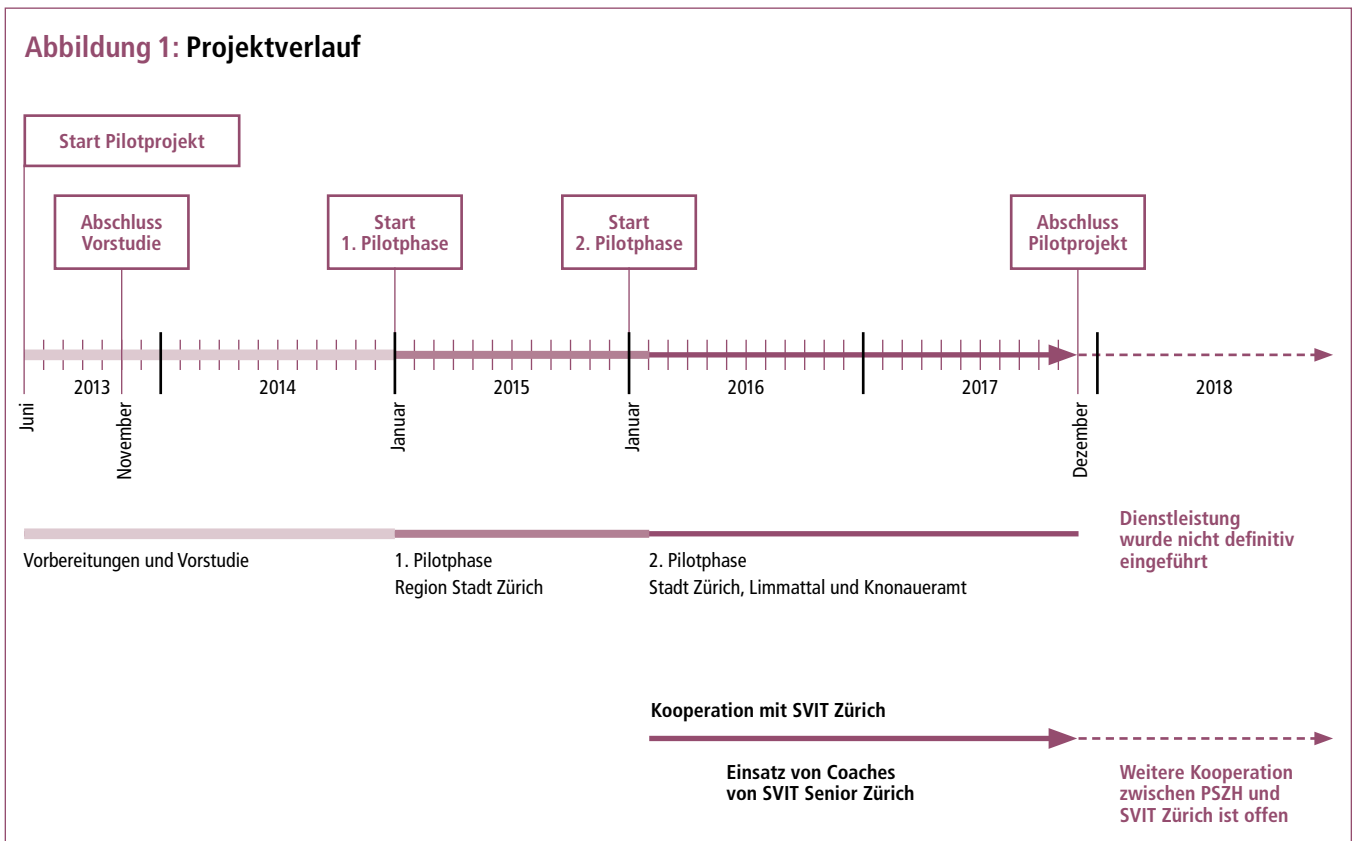 Abbildung 1: Projektverlauf
Start Pilotprojekt
Abschluss
Vorstudie
Start
1. Pilotphase
Start
2. Pilotphase
Abschluss
Pilotprojekt
2013
2014
2015
2016
2017
2018
Juni
November
Januar
Januar
Dezember
Vorbereitungen und Vorstudie
1. Pilotphase
Region Stadt Zürich
2. Pilotphase
Stadt Zürich, Limmattal und Knonaueramt
Dienstleistung
wurde nicht definitiv
eingeführt
Kooperation mit SVIT Zürich
Einsatz von Coaches
von SVIT Senior Zürich
Weitere Kooperation
zwischen PSZH und
SVIT Zürich ist offen